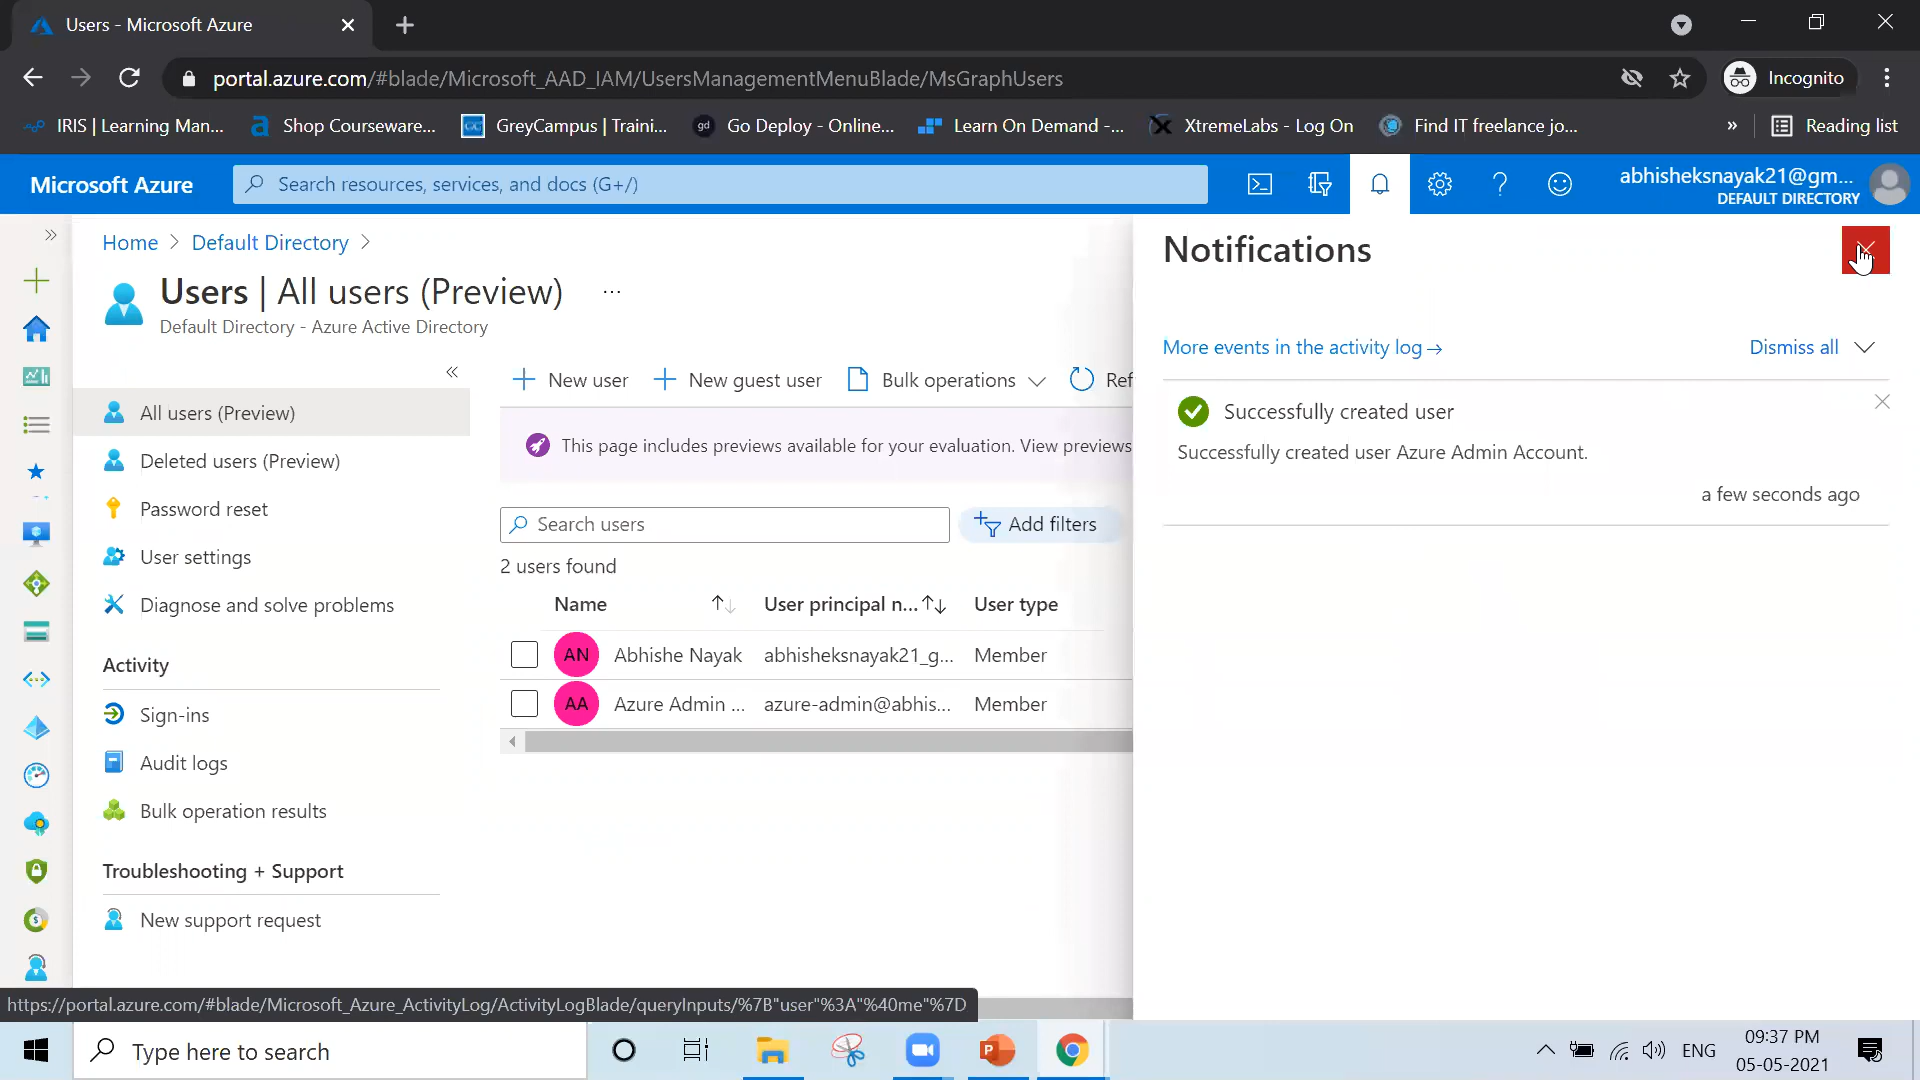 Users - Microsoft Azure
portal.azure.com/#blade/Microsoft_AAD_IAM/UsersManagementMenuBlade/MsGraphUsers
Incognito
IRIS | Learning Man...
a Shop Courseware...
GreyCampus | Traini...
gd Go Deploy - Online...
Learn On Demand -...
XtremeLabs - Log On
Find IT freelance jo...
»
Reading list
Microsoft Azure
Search resources, services, and docs (G+/)
abhisheksnayak21@gm...
DEFAULT DIRECTORY
Home > Default Directory >
Users | All users (Preview) ...
Default Directory - Azure Active Directory
All users (Preview)
Deleted users (Preview)
Password reset
User settings
Diagnose and solve problems
Activity
Sign-ins
Audit logs
Bulk operation results
Troubleshooting + Support
New support request
New user
New guest user
Bulk operations
Ref
This page includes previews available for your evaluation. View previews
Search users
Add filters
2 users found
Name
User principal n...
User type
AN Abhishe Nayak abhisheksnayak21_g... Member
AA Azure Admin ... azure-admin@abhis... Member
Notifications
More events in the activity log →
Dismiss all
Successfully created user
Successfully created user Azure Admin Account.
a few seconds ago
https://portal.azure.com/#blade/Microsoft_Azure_ActivityLog/ActivityLogBlade/queryInputs/%7B"user"%3A"%40me"%7D
Type here to search
ENG
09:37 PM
05-05-2021